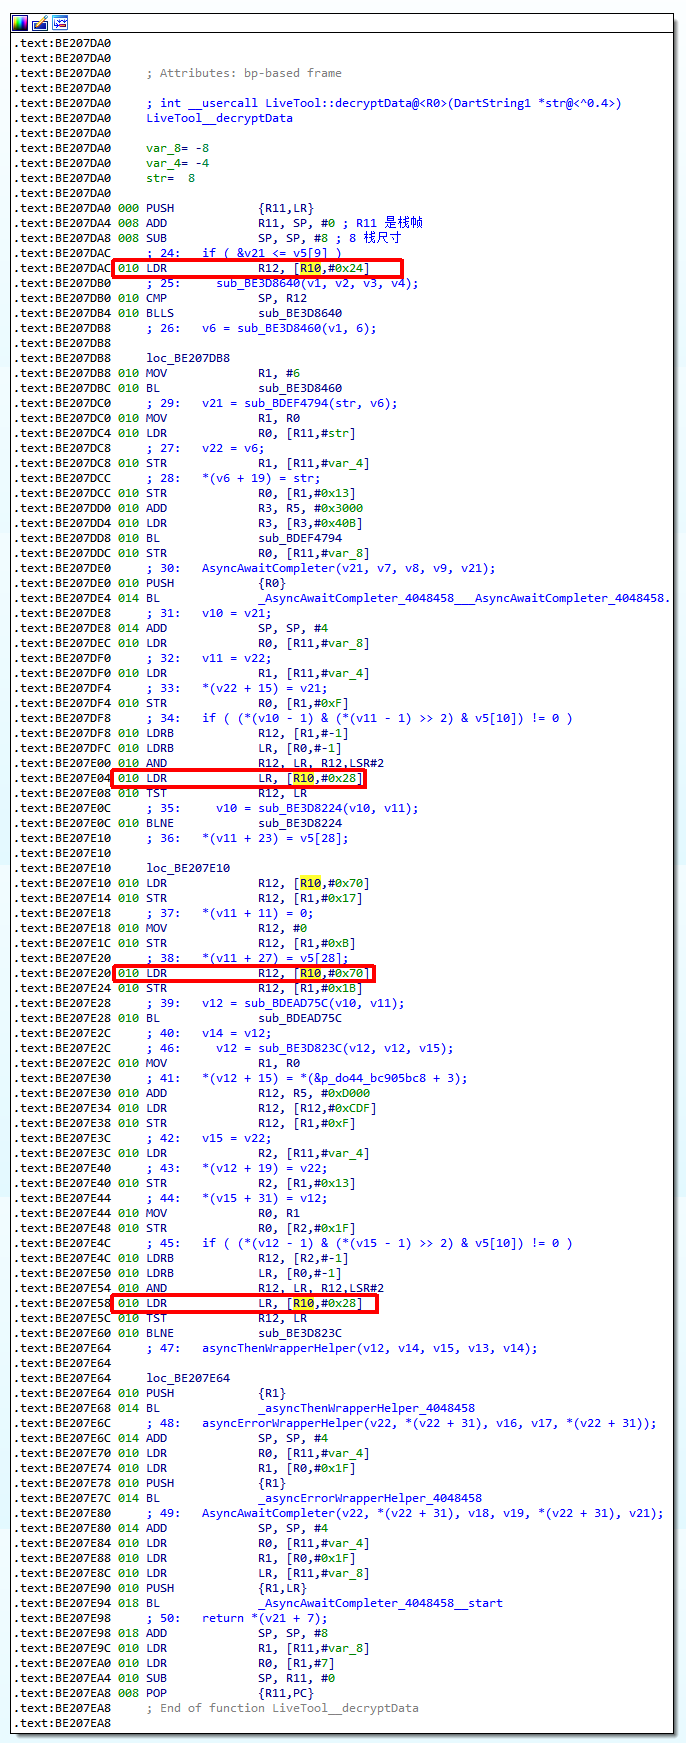 .text:BE207DA0
.text:BE207DA0
.text:BE207DA0 ; Attributes: bp-based frame
.text:BE207DA0
.text:BE207DA0 ; int __usercall LiveTool::decryptData@<R0>(DartString1 *str@<^0.4>)
.text:BE207DA0 LiveTool__decryptData
.text:BE207DA0
.text:BE207DA0 var_8= -8
.text:BE207DA0 var_4= -4
.text:BE207DA0 str= 8
.text:BE207DA0
.text:BE207DA0 000 PUSH {R11,LR}
.text:BE207DA4 008 ADD R11, SP, #0 ; R11 是栈帧
.text:BE207DA8 008 SUB SP, SP, #8 ; 8 栈尺寸
.text:BE207DAC ; 24: if ( &v21 <= v5[9] )
.text:BE207DAC 010 LDR R12, [R10,#0x24]
.text:BE207DB0 ; 25: sub_BE3D8640(v1, v2, v3, v4);
.text:BE207DB0 010 CMP SP, R12
.text:BE207DB4 010 BLLS sub_BE3D8640
.text:BE207DB8 ; 26: v6 = sub_BE3D8460(v1, 6);
.text:BE207DB8
.text:BE207DB8 loc_BE207DB8
.text:BE207DB8 010 MOV R1, #6
.text:BE207DBC 010 BL sub_BE3D8460
.text:BE207DC0 ; 29: v21 = sub_BDEF4794(str, v6);
.text:BE207DC0 010 MOV R1, R0
.text:BE207DC4 010 LDR R0, [R11,#str]
.text:BE207DC8 ; 27: v22 = v6;
.text:BE207DC8 010 STR R1, [R11,#var_4]
.text:BE207DCC ; 28: *(v6 + 19) = str;
.text:BE207DCC 010 STR R0, [R1,#0x13]
.text:BE207DD0 010 ADD R3, R5, #0x3000
.text:BE207DD4 010 LDR R3, [R3,#0x40B]
.text:BE207DD8 010 BL sub_BDEF4794
.text:BE207DDC 010 STR R0, [R11,#var_8]
.text:BE207DE0 ; 30: AsyncAwaitCompleter(v21, v7, v8, v9, v21);
.text:BE207DE0 010 PUSH {R0}
.text:BE207DE4 014 BL _AsyncAwaitCompleter_4048458___AsyncAwaitCompleter_4048458.
.text:BE207DE8 ; 31: v10 = v21;
.text:BE207DE8 014 ADD SP, SP, #4
.text:BE207DEC 010 LDR R0, [R11,#var_8]
.text:BE207DF0 ; 32: v11 = v22;
.text:BE207DF0 010 LDR R1, [R11,#var_4]
.text:BE207DF4 ; 33: *(v22 + 15) = v21;
.text:BE207DF4 010 STR R0, [R1,#0xF]
.text:BE207DF8 ; 34: if ( (*(v10 - 1) & (*(v11 - 1) >> 2) & v5[10]) != 0 )
.text:BE207DF8 010 LDRB R12, [R1,#-1]
.text:BE207DFC 010 LDRB LR, [R0,#-1]
.text:BE207E00 010 AND R12, LR, R12,LSR#2
.text:BE207E04 010 LDR LR, [R10,#0x28]
.text:BE207E08 010 TST R12, LR
.text:BE207E0C ; 35: v10 = sub_BE3D8224(v10, v11);
.text:BE207E0C 010 BLNE sub_BE3D8224
.text:BE207E10 ; 36: *(v11 + 23) = v5[28];
.text:BE207E10
.text:BE207E10 loc_BE207E10
.text:BE207E10 010 LDR R12, [R10,#0x70]
.text:BE207E14 010 STR R12, [R1,#0x17]
.text:BE207E18 ; 37: *(v11 + 11) = 0;
.text:BE207E18 010 MOV R12, #0
.text:BE207E1C 010 STR R12, [R1,#0xB]
.text:BE207E20 ; 38: *(v11 + 27) = v5[28];
.text:BE207E20 010 LDR R12, [R10,#0x70]
.text:BE207E24 010 STR R12, [R1,#0x1B]
.text:BE207E28 ; 39: v12 = sub_BDEAD75C(v10, v11);
.text:BE207E28 010 BL sub_BDEAD75C
.text:BE207E2C ; 40: v14 = v12;
.text:BE207E2C ; 46: v12 = sub_BE3D823C(v12, v12, v15);
.text:BE207E2C 010 MOV R1, R0
.text:BE207E30 ; 41: *(v12 + 15) = *(&p_do44_bc905bc8 + 3);
.text:BE207E30 010 ADD R12, R5, #0xD000
.text:BE207E34 010 LDR R12, [R12,#0xCDF]
.text:BE207E38 010 STR R12, [R1,#0xF]
.text:BE207E3C ; 42: v15 = v22;
.text:BE207E3C 010 LDR R2, [R11,#var_4]
.text:BE207E40 ; 43: *(v12 + 19) = v22;
.text:BE207E40 010 STR R2, [R1,#0x13]
.text:BE207E44 ; 44: *(v15 + 31) = v12;
.text:BE207E44 010 MOV R0, R1
.text:BE207E48 010 STR R0, [R2,#0x1F]
.text:BE207E4C ; 45: if ( (*(v12 - 1) & (*(v15 - 1) >> 2) & v5[10]) != 0 )
.text:BE207E4C 010 LDRB R12, [R2,#-1]
.text:BE207E50 010 LDRB LR, [R0,#-1]
.text:BE207E54 010 AND R12, LR, R12,LSR#2
.text:BE207E58 010 LDR LR, [R10,#0x28]
.text:BE207E5C 010 TST R12, LR
.text:BE207E60 010 BLNE sub_BE3D823C
.text:BE207E64 ; 47: asyncThenWrapperHelper(v12, v14, v15, v13, v14);
.text:BE207E64
.text:BE207E64 loc_BE207E64
.text:BE207E64 010 PUSH {R1}
.text:BE207E68 014 BL _asyncThenWrapperHelper_4048458
.text:BE207E6C ; 48: asyncErrorWrapperHelper(v22, *(v22 + 31), v16, v17, *(v22 + 31));
.text:BE207E6C 014 ADD SP, SP, #4
.text:BE207E70 010 LDR R0, [R11,#var_4]
.text:BE207E74 010 LDR R1, [R0,#0x1F]
.text:BE207E78 010 PUSH {R1}
.text:BE207E7C 014 BL _asyncErrorWrapperHelper_4048458
.text:BE207E80 ; 49: AsyncAwaitCompleter(v22, *(v22 + 31), v18, v19, *(v22 + 31), v21);
.text:BE207E80 014 ADD SP, SP, #4
.text:BE207E84 010 LDR R0, [R11,#var_4]
.text:BE207E88 010 LDR R1, [R0,#0x1F]
.text:BE207E8C 010 LDR LR, [R11,#var_8]
.text:BE207E90 010 PUSH {R1,LR}
.text:BE207E94 018 BL _AsyncAwaitCompleter_4048458__start
.text:BE207E98 ; 50: return *(v21 + 7);
.text:BE207E98 018 ADD SP, SP, #8
.text:BE207E9C 010 LDR R1, [R11,#var_8]
.text:BE207EA0 010 LDR R0, [R1,#7]
.text:BE207EA4 010 SUB SP, R11, #0
.text:BE207EA8 008 POP {R11,PC}
.text:BE207EA8 ; End of function LiveTool__decryptData
.text:BE207EA8